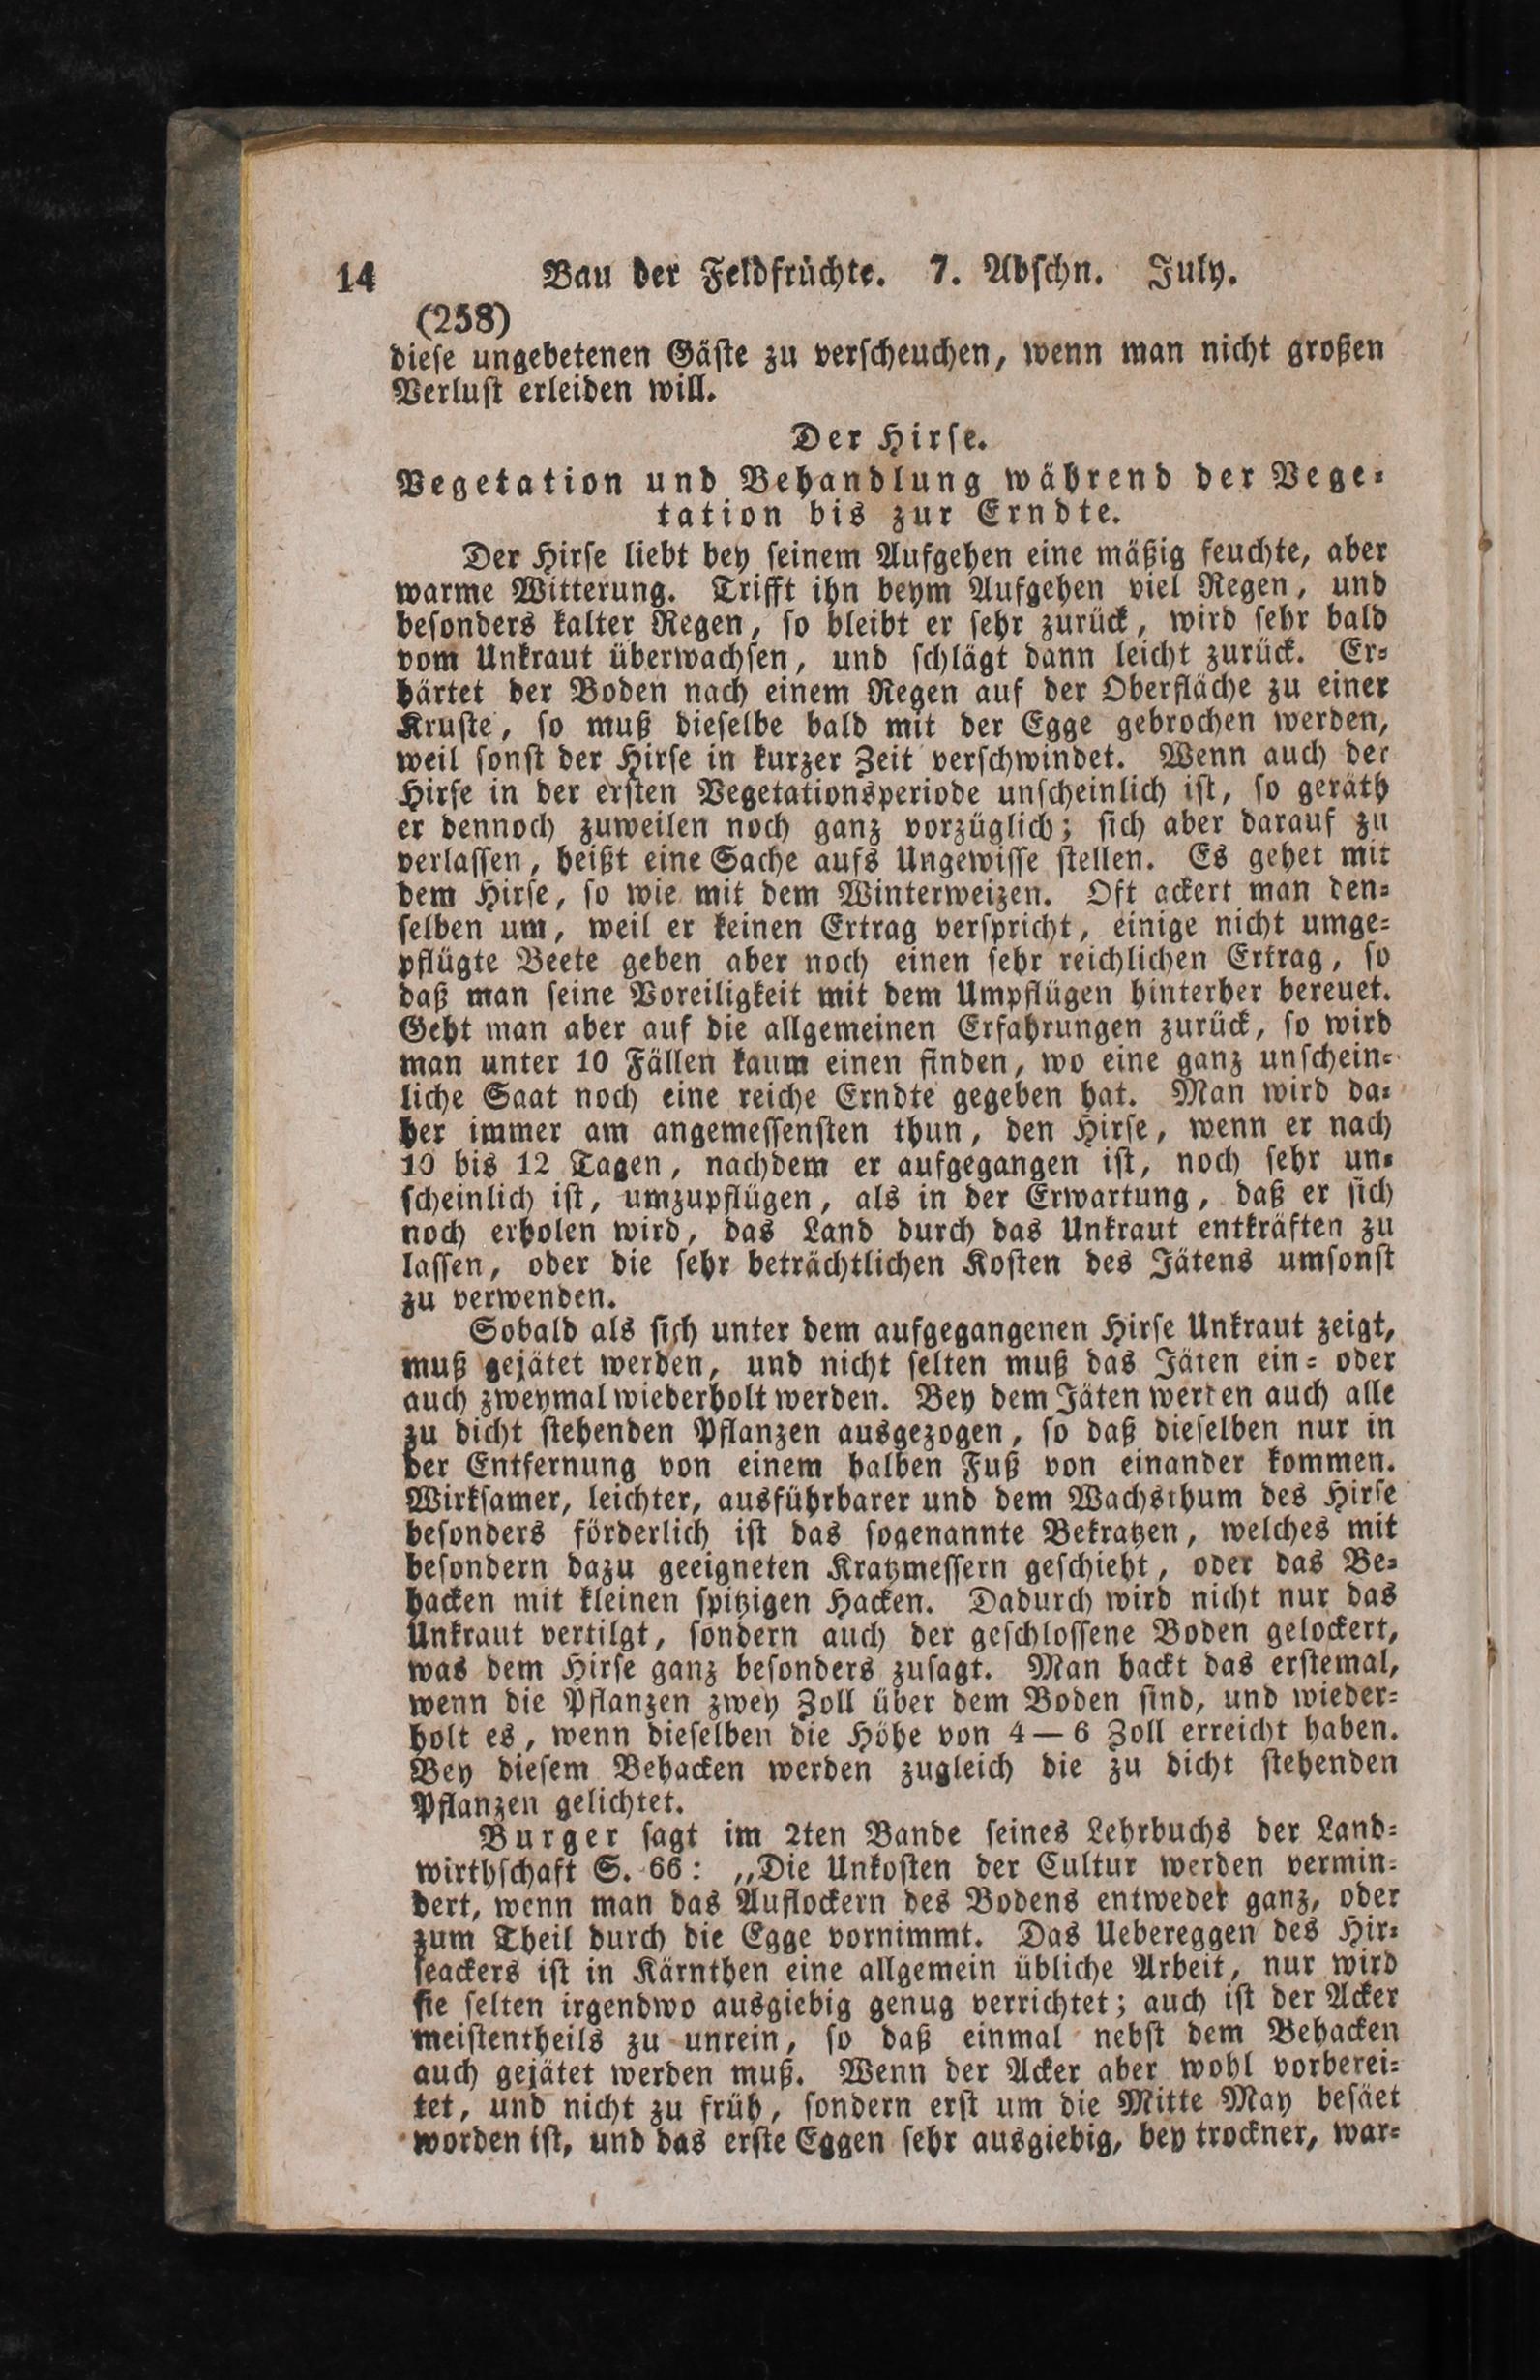 14 Bau der Feldfrüchte. 7. Abſchn. July.
(258)
dieſe ungebetenen Gäſte zu verſcheuchen, wenn man nicht großen
Verluſt erleiden will.
Der Hirſe.
Vegetation und Behandlung während der Vege⸗
tation bis zur Erndte.
Der Hirſe liebt bey ſeinem Aufgehen eine mäßig feuchte, aber
warme Witterung. Trifft ihn beym Aufgehen viel Regen, und
beſonders kalter Regen, ſo bleibt er ſehr zurück, wird ſehr bald
vom Unkraut überwachſen, und ſchlägt dann leicht zurück. Er⸗
härtet der Boden nach einem Regen auf der Oberfläche zu einer
Kruſte, ſo muß dieſelbe bald mit der Egge gebrochen werden,
weil ſonſt der Hirſe in kurzer Zeit verſchwindet. Wenn auch der
Hirſe in der erſten Vegetationsperiode unſcheinlich iſt, ſo geräth
er dennoch zuweilen noch ganz vorzüglich; ſich aber darauf zu
verlaſſen, heißt eine Sache aufs Ungewiſſe ſtellen. Es gehet mit
dem Hirſe, ſo wie mit dem Winterweizen. Oft ackert man den⸗
ſelben um, weil er keinen Ertrag verſpricht, einige nicht umge⸗
pflügte Beete geben aber noch einen ſehr reichlichen Ertrag, ſo
daß man ſeine Voreiligkeit mit dem Umpflügen hinterher bereuet.
Geht man aber auf die allgemeinen Erfahrungen zurück, ſo wird
man unter 10 Fällen kaum einen finden, wo eine ganz unſchein⸗
liche Saat noch eine reiche Erndte gegeben hat. Man wird da⸗
her immer am angemeſſenſten thun, den Hirſe, wenn er nach
10 bis 12 Tagen, nachdem er aufgegangen iſt, noch ſehr un⸗
ſcheinlich iſt, umzupflügen, als in der Erwartung, daß er ſich
noch erholen wird, das Land durch das Unkraut entkräften zu
laſſen, oder die ſehr beträchtlichen Koſten des Jätens umſonſt
zu verwenden.
Sobald als ſich unter dem aufgegangenen Hirſe Unkraut zeigt,
muß gejätet werden, und nicht ſelten muß das Jäten ein⸗ oder
auch zweymal wiederholt werden. Bey dem Jäten werden auch alle
zu dicht ſtehenden Pflanzen ausgezogen, ſo daß dieſelben nur in
der Entfernung von einem halben Fuß von einander kommen.
Wirkſamer, leichter, ausführbarer und dem Wachsthum des Hirſe
beſonders förderlich iſt das ſogenannte Bekratzen, welches mit
beſondern dazu geeigneten Kratzmeſſern geſchieht, oder das Be⸗
hacken mit kleinen ſpitzigen Hacken. Dadurch wird nicht nur das
Unkraut vertilgt, ſondern auch der geſchloſſene Boden gelockert,
was dem Hirſe ganz beſonders zuſagt. Man hackt das erſtemal,
wenn die Pflanzen zwey Zoll über dem Boden ſind, und wieder⸗
holt es, wenn dieſelben die Höhe von 4 — 6 Zoll erreicht haben.
Bey dieſem Behacken werden zugleich die zu dicht ſtehenden
Pflanzen gelichtet.
Burger ſagt im 2ten Bande ſeines Lehrbuchs der Land⸗
wirthſchaft S. 66: „Die Unkoſten der Cultur werden vermin⸗
dert, wenn man das Auflockern des Bodens entweder ganz, oder
zum Theil durch die Egge vornimmt. Das Uebereggen des Hir⸗
ſeackers iſt in Kärnthen eine allgemein übliche Arbeit, nur wird
ſie ſelten irgendwo ausgiebig genug verrichtet; auch iſt der Acker
meiſtentheils zu unrein, ſo daß einmal nebſt dem Behacken
auch gejätet werden muß. Wenn der Acker aber wohl vorberei⸗
tet, und nicht zu früh, ſondern erſt um die Mitte May beſäet
worden iſt, und das erſte Eggen ſehr ausgiebig, bey trockner, war⸗